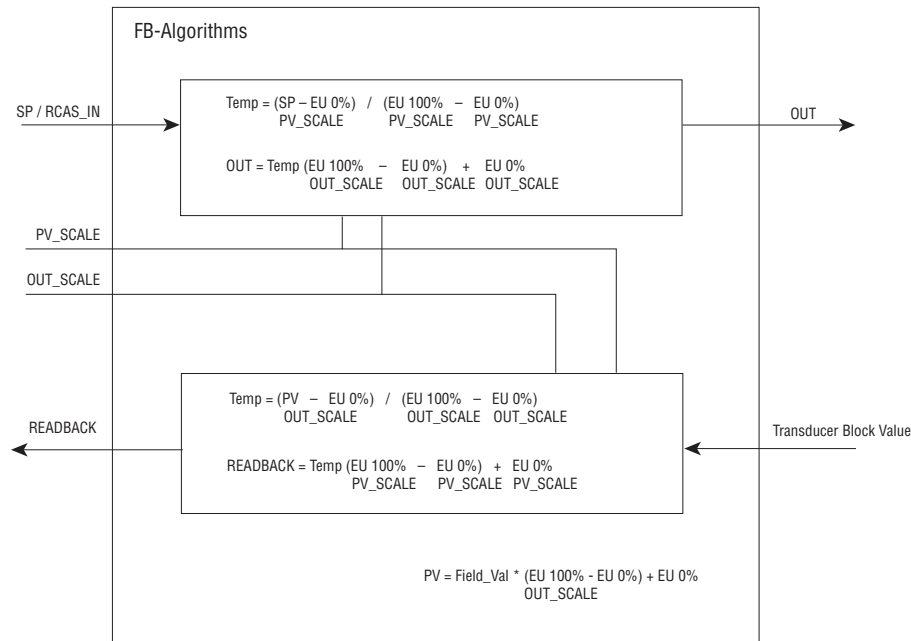 FB-Algorithms
SP / RCAS_IN
Temp = (SP – EU 0%) / (EU 100% – EU 0%)
PV_SCALE PV_SCALE PV_SCALE
OUT
OUT = Temp (EU 100% – EU 0%) + EU 0%
OUT_SCALE OUT_SCALE OUT_SCALE
PV_SCALE
OUT_SCALE
Temp = (PV – EU 0%) / (EU 100% – EU 0%)
OUT_SCALE OUT_SCALE OUT_SCALE
READBACK
Transducer Block Value
READBACK = Temp (EU 100% – EU 0%) + EU 0%
PV_SCALE PV_SCALE PV_SCALE
PV = Field_Val * (EU 100% - EU 0%) + EU 0%
OUT_SCALE